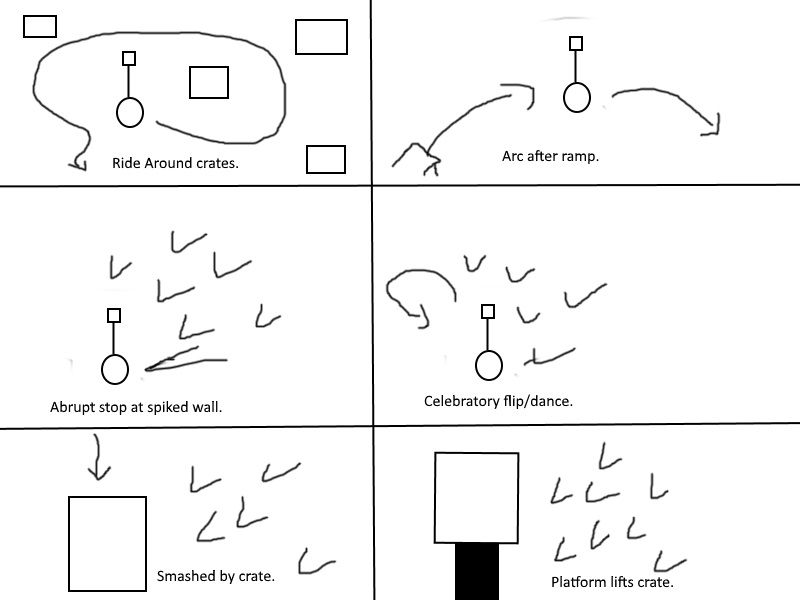 Ride Around crates.
Arc after ramp.
Abrupt stop at spiked wall.
Celebratory flip/dance.
Smashed by crate.
Platform lifts crate.